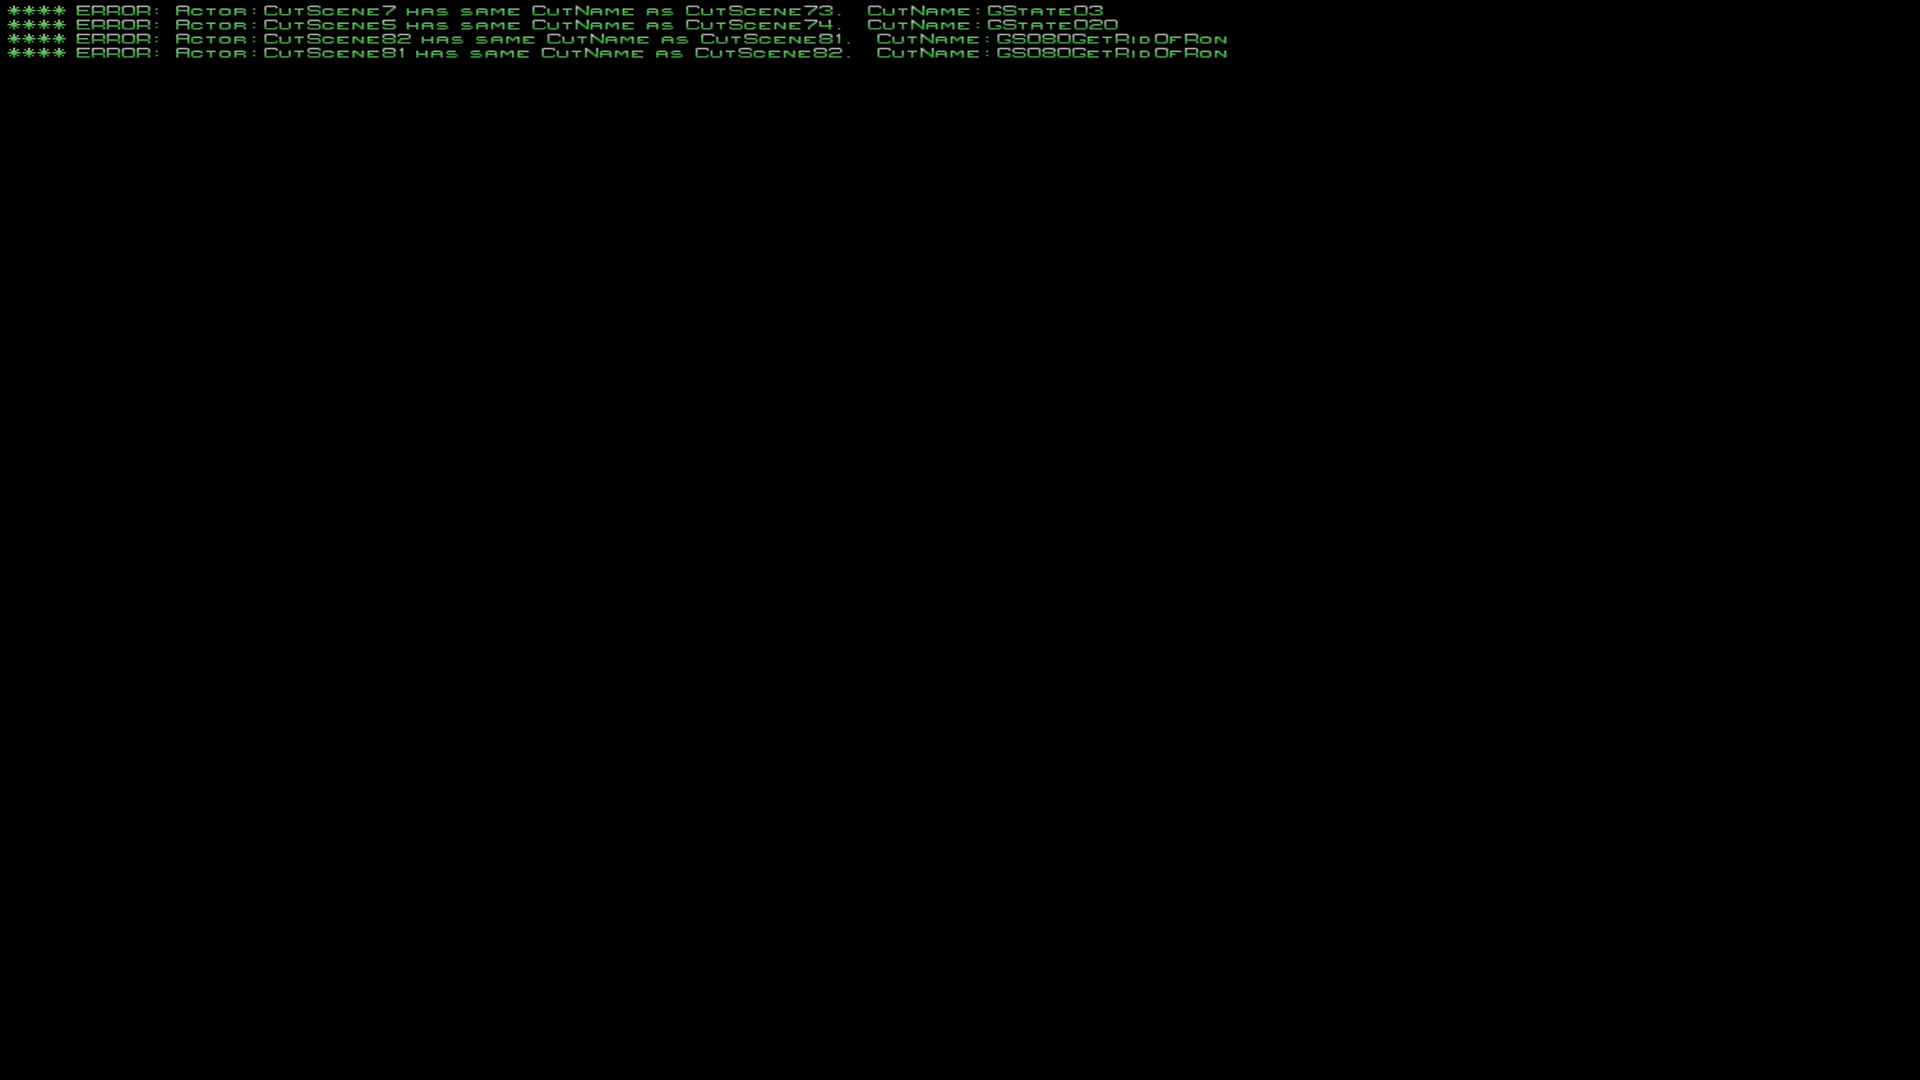 **** ERROR: Actor:CutScene7 has same CutName as CutScene73.  CutName:GState03
**** ERROR: Actor:CutScene5 has same CutName as CutScene74.  CutName:GState020
**** ERROR: Actor:CutScene82 has same CutName as CutScene81.  CutName:GS080GetRidOfRon
**** ERROR: Actor:CutScene81 has same CutName as CutScene82.  CutName:GS080GetRidOfRon